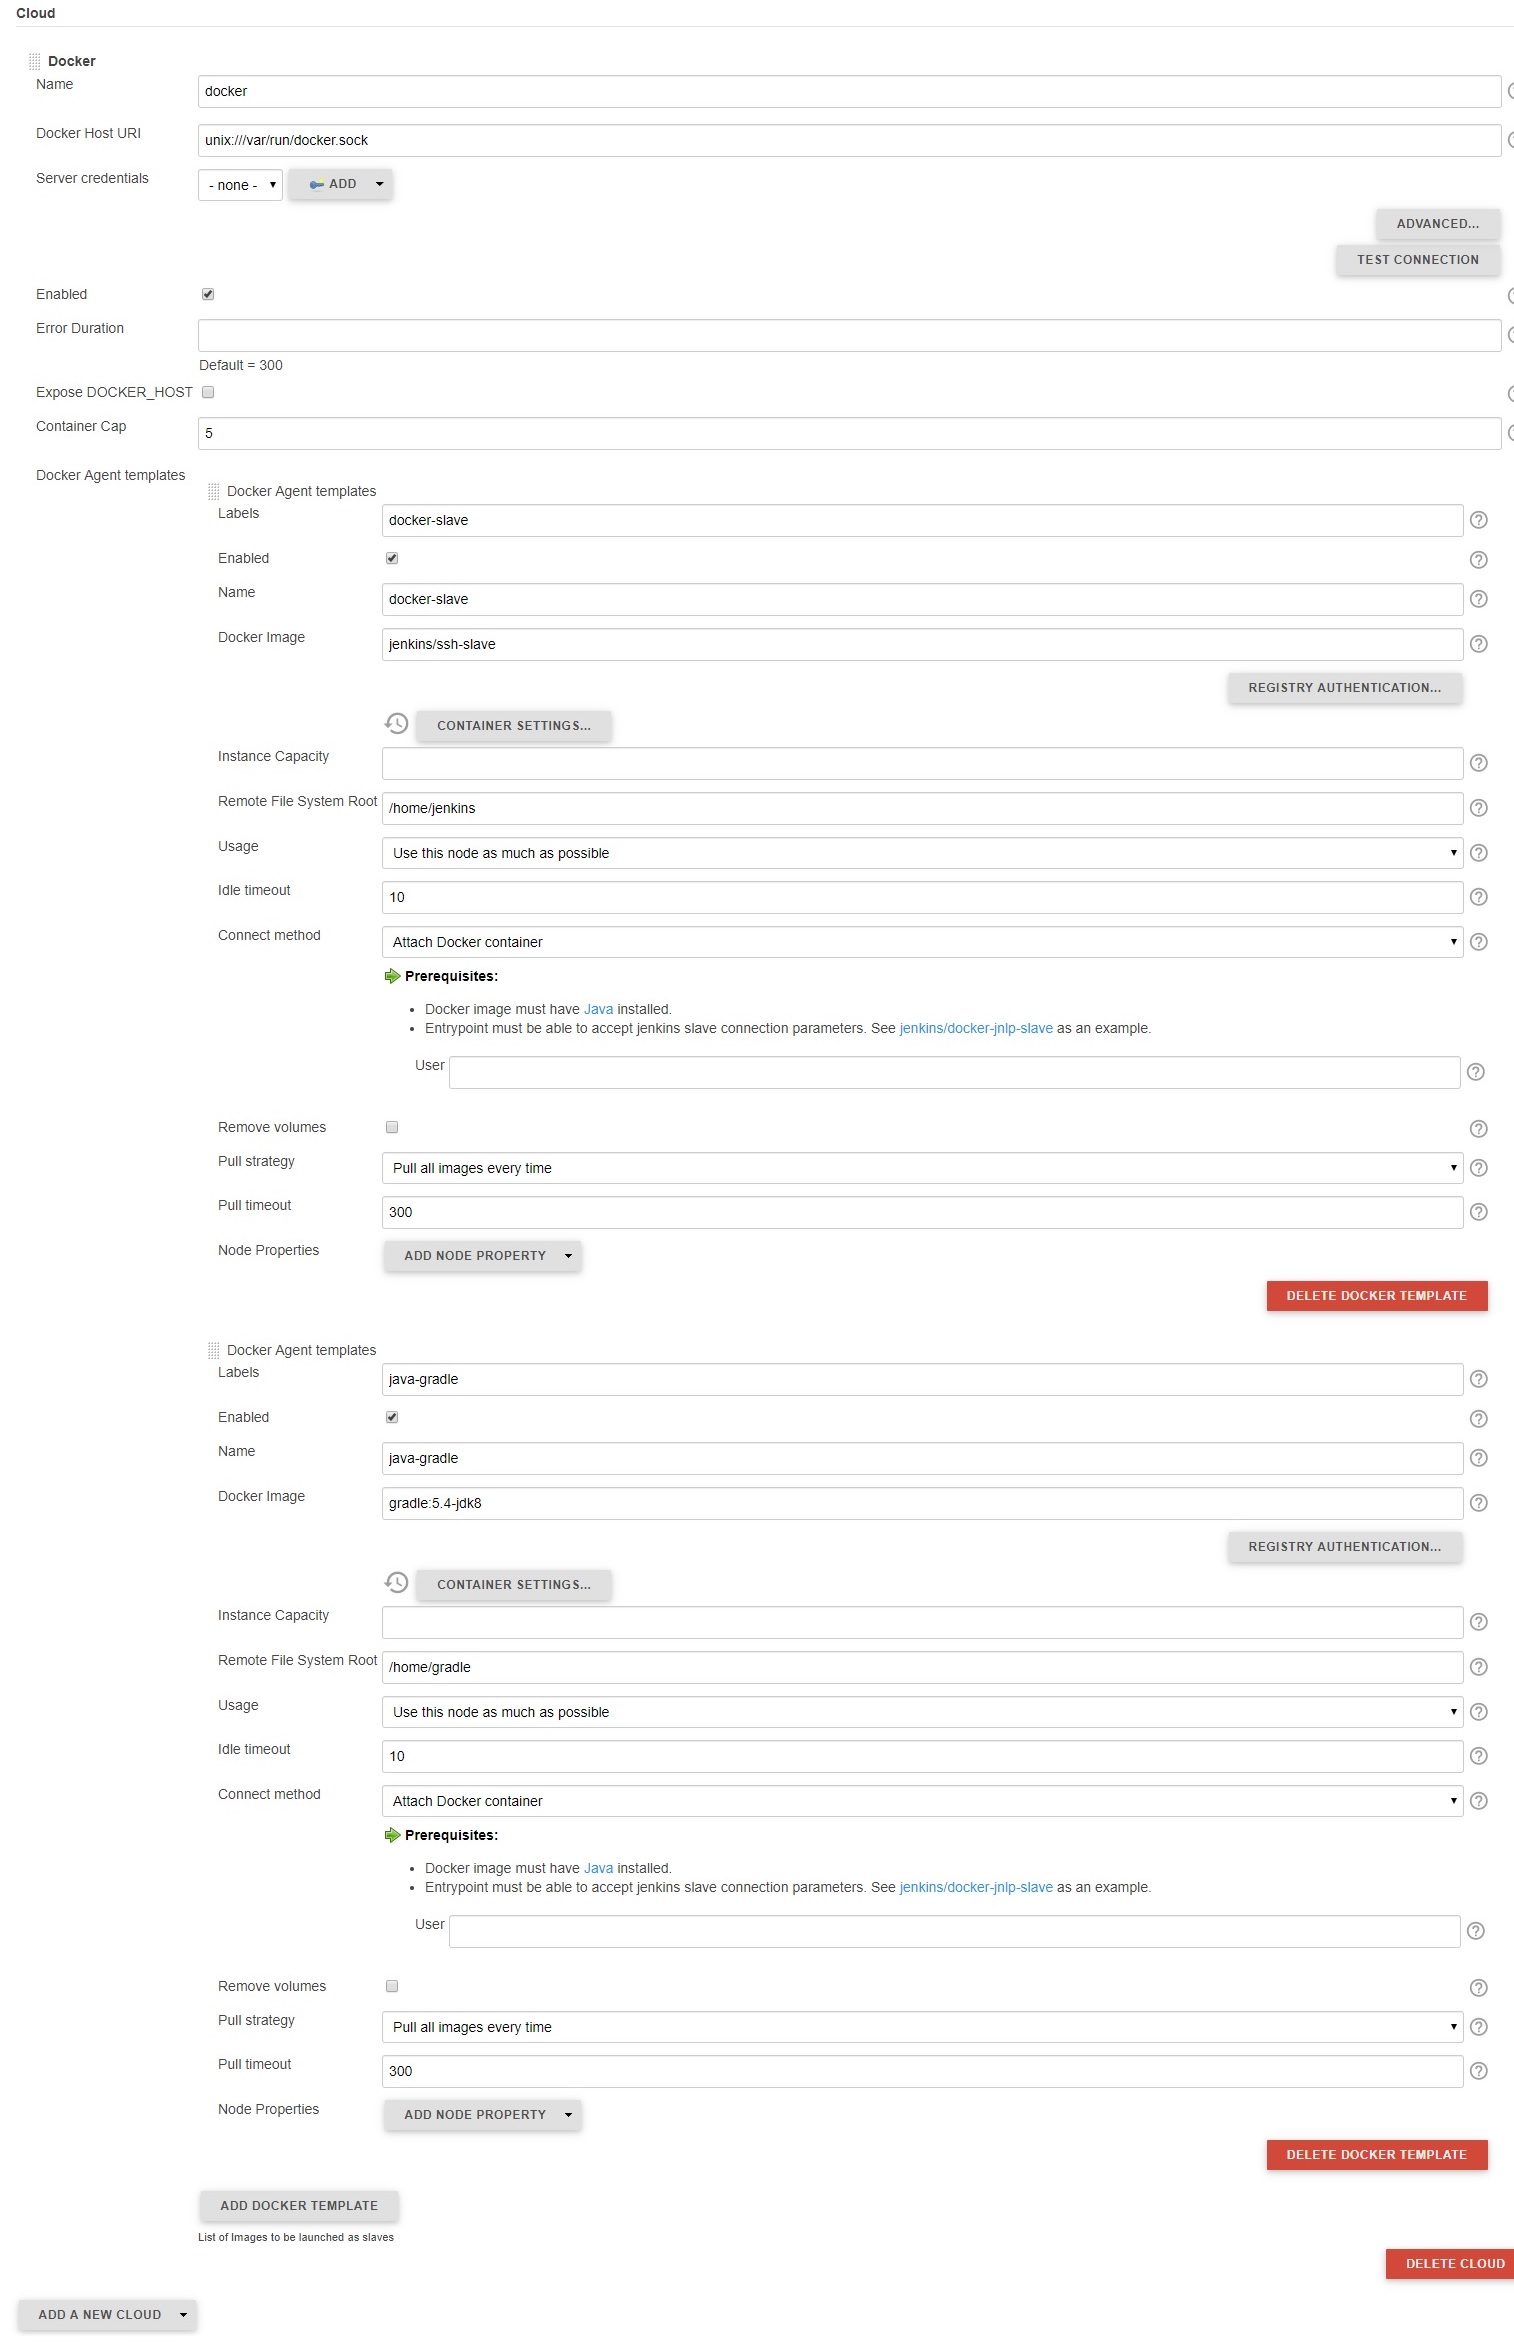 Cloud
Docker
Name
docker
Docker Host URI
unix:///var/run/docker.sock
Server credentials
- none -
ADD
ADVANCED...
TEST CONNECTION
Enabled
Error Duration
Default = 300
Expose DOCKER_HOST
Container Cap
5
Docker Agent templates
Docker Agent templates
Labels
docker-slave
Enabled
Name
docker-slave
Docker Image
jenkins/ssh-slave
REGISTRY AUTHENTICATION...
CONTAINER SETTINGS...
Instance Capacity
Remote File System Root
/home/jenkins
Usage
Use this node as much as possible
Idle timeout
10
Connect method
Attach Docker container
Prerequisites:
• Docker image must have Java installed.
• Entrypoint must be able to accept jenkins slave connection parameters. See jenkins/docker-jnlp-slave as an example.
User
Remove volumes
Pull strategy
Pull all images every time
Pull timeout
300
Node Properties
ADD NODE PROPERTY
DELETE DOCKER TEMPLATE
Docker Agent templates
Labels
java-gradle
Enabled
Name
java-gradle
Docker Image
gradle:5.4-jdk8
REGISTRY AUTHENTICATION...
CONTAINER SETTINGS...
Instance Capacity
Remote File System Root
/home/gradle
Usage
Use this node as much as possible
Idle timeout
10
Connect method
Attach Docker container
Prerequisites:
• Docker image must have Java installed.
• Entrypoint must be able to accept jenkins slave connection parameters. See jenkins/docker-jnlp-slave as an example.
User
Remove volumes
Pull strategy
Pull all images every time
Pull timeout
300
Node Properties
ADD NODE PROPERTY
DELETE DOCKER TEMPLATE
ADD DOCKER TEMPLATE
List of Images to be launched as slaves
DELETE CLOUD
ADD A NEW CLOUD